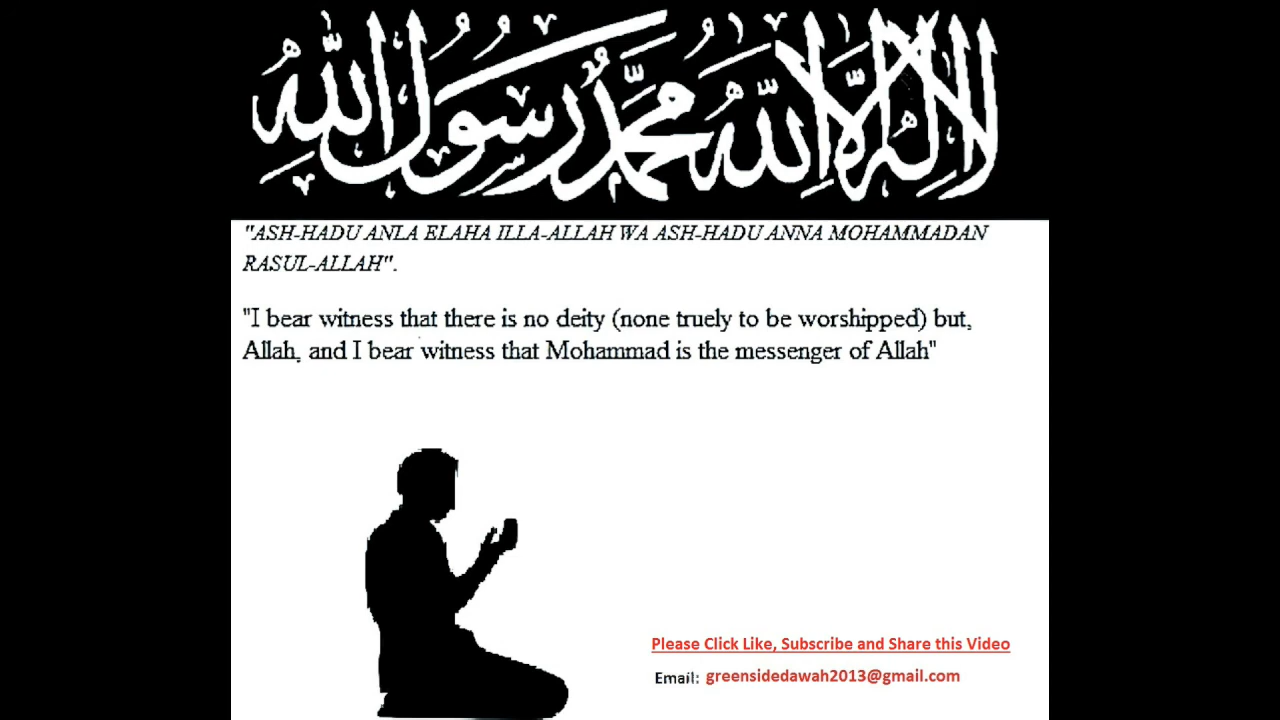 لا إله إلا الله محمد رسول الله
"ASH-HADU ANLA ELAHA ILLA-ALLAH WA ASH-HADU ANNA MOHAMMADAN
RASUL-ALLAH".
"I bear witness that there is no deity (none truely to be worshipped) but,
Allah, and I bear witness that Mohammad is the messenger of Allah"
Please Click Like, Subscribe and Share this Video
Email: greensidedawah2013@gmail.com